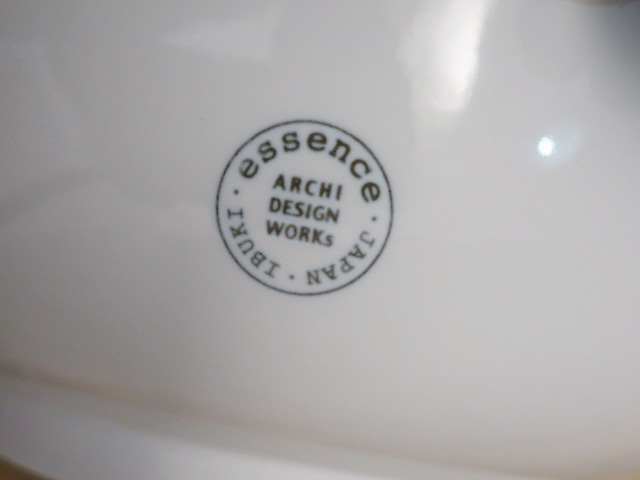 essence
ARCHI
DESIGN
WORKs
JAPAN · IBUKI